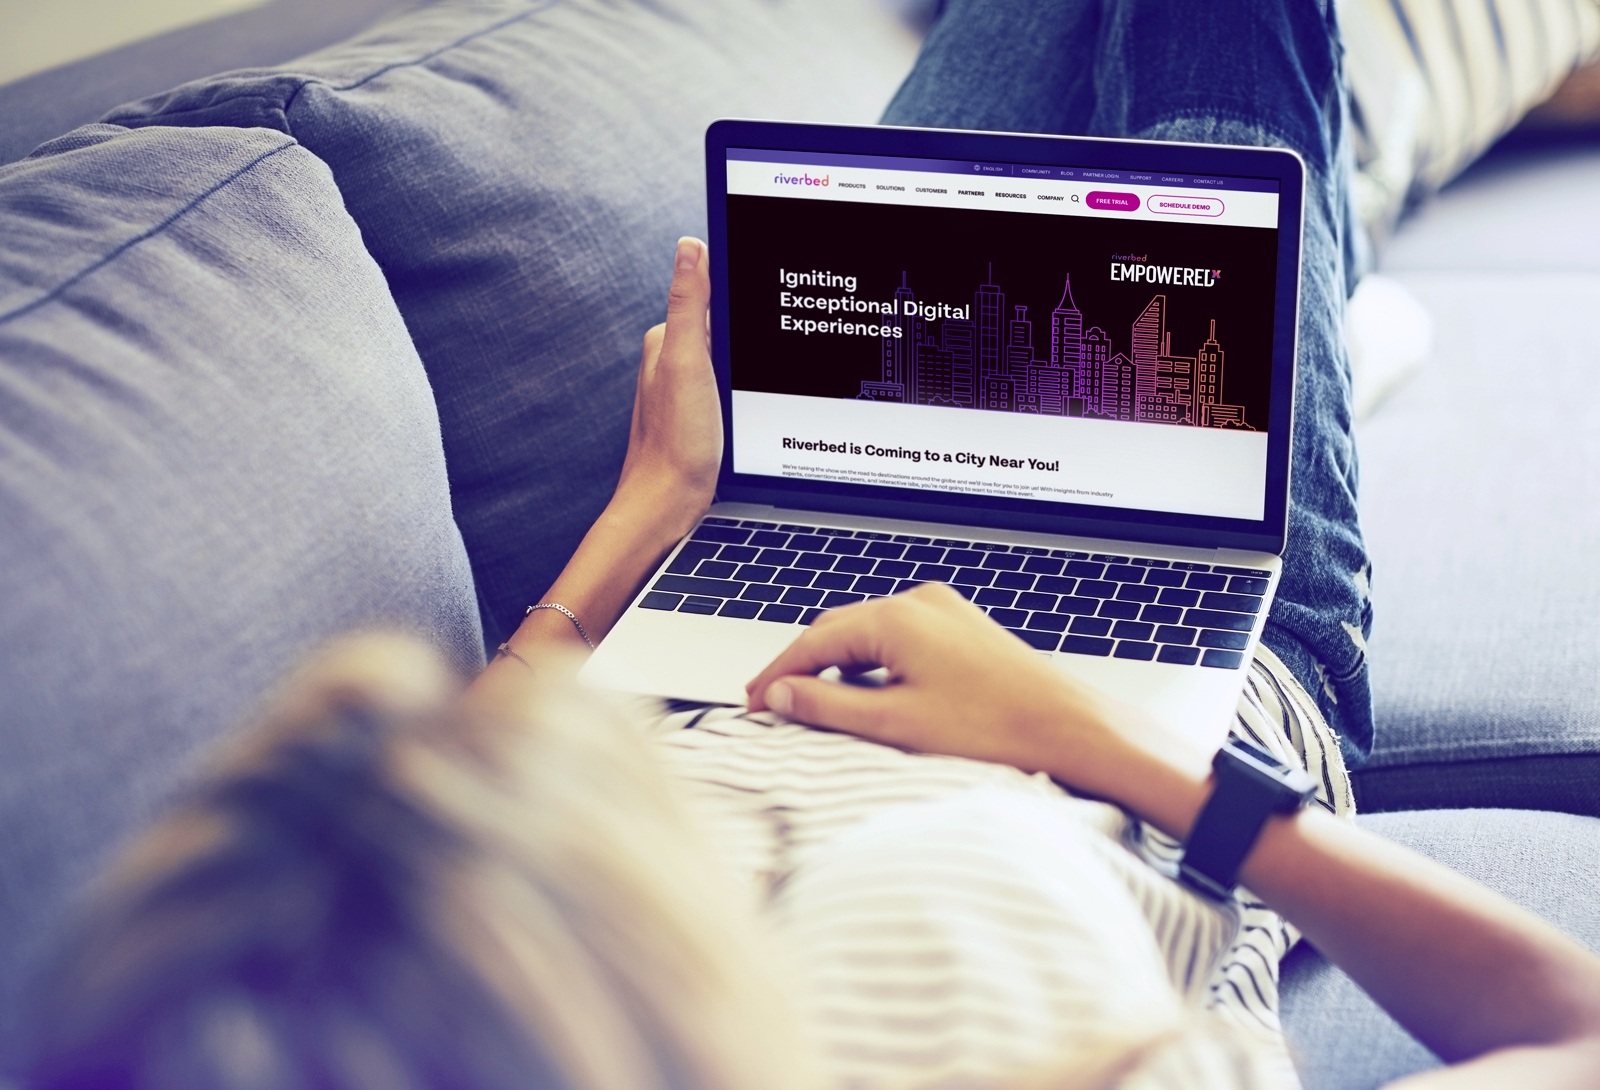 ENGLISH
COMMUNITY BLOG PARTNER LOGIN SUPPORT CAREERS CONTACT US
riverbed PRODUCTS SOLUTIONS CUSTOMERS PARTNERS RESOURCES COMPANY FREE TRIAL SCHEDULE DEMO
riverbed
EMPOWERED
Igniting
Exceptional Digital
Experiences
Riverbed is Coming to a City Near You!
We're taking the show on the road to destinations around the globe and we'd love for you to join us! With insights from industry
experts, conventions with peers, and interactive labs, you're not going to want to miss this event.